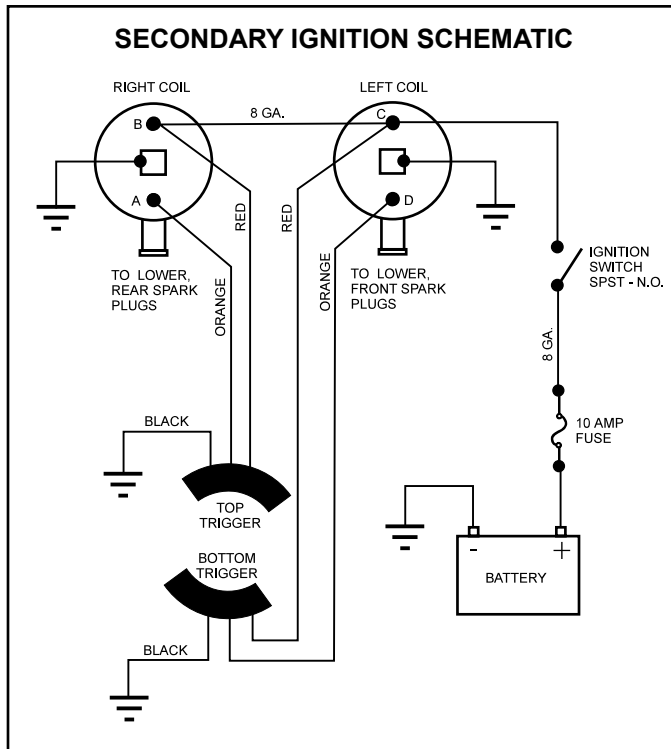 SECONDARY IGNITION SCHEMATIC
RIGHT COIL
LEFT COIL
8 GA.
B
C
A
D
RED
RED
ORANGE
ORANGE
TO LOWER,
REAR SPARK
PLUGS
TO LOWER,
FRONT SPARK
PLUGS
IGNITION
SWITCH
SPST - N.O.
8 GA.
10 AMP
FUSE
BLACK
TOP
TRIGGER
BOTTOM
TRIGGER
BLACK
- +
BATTERY